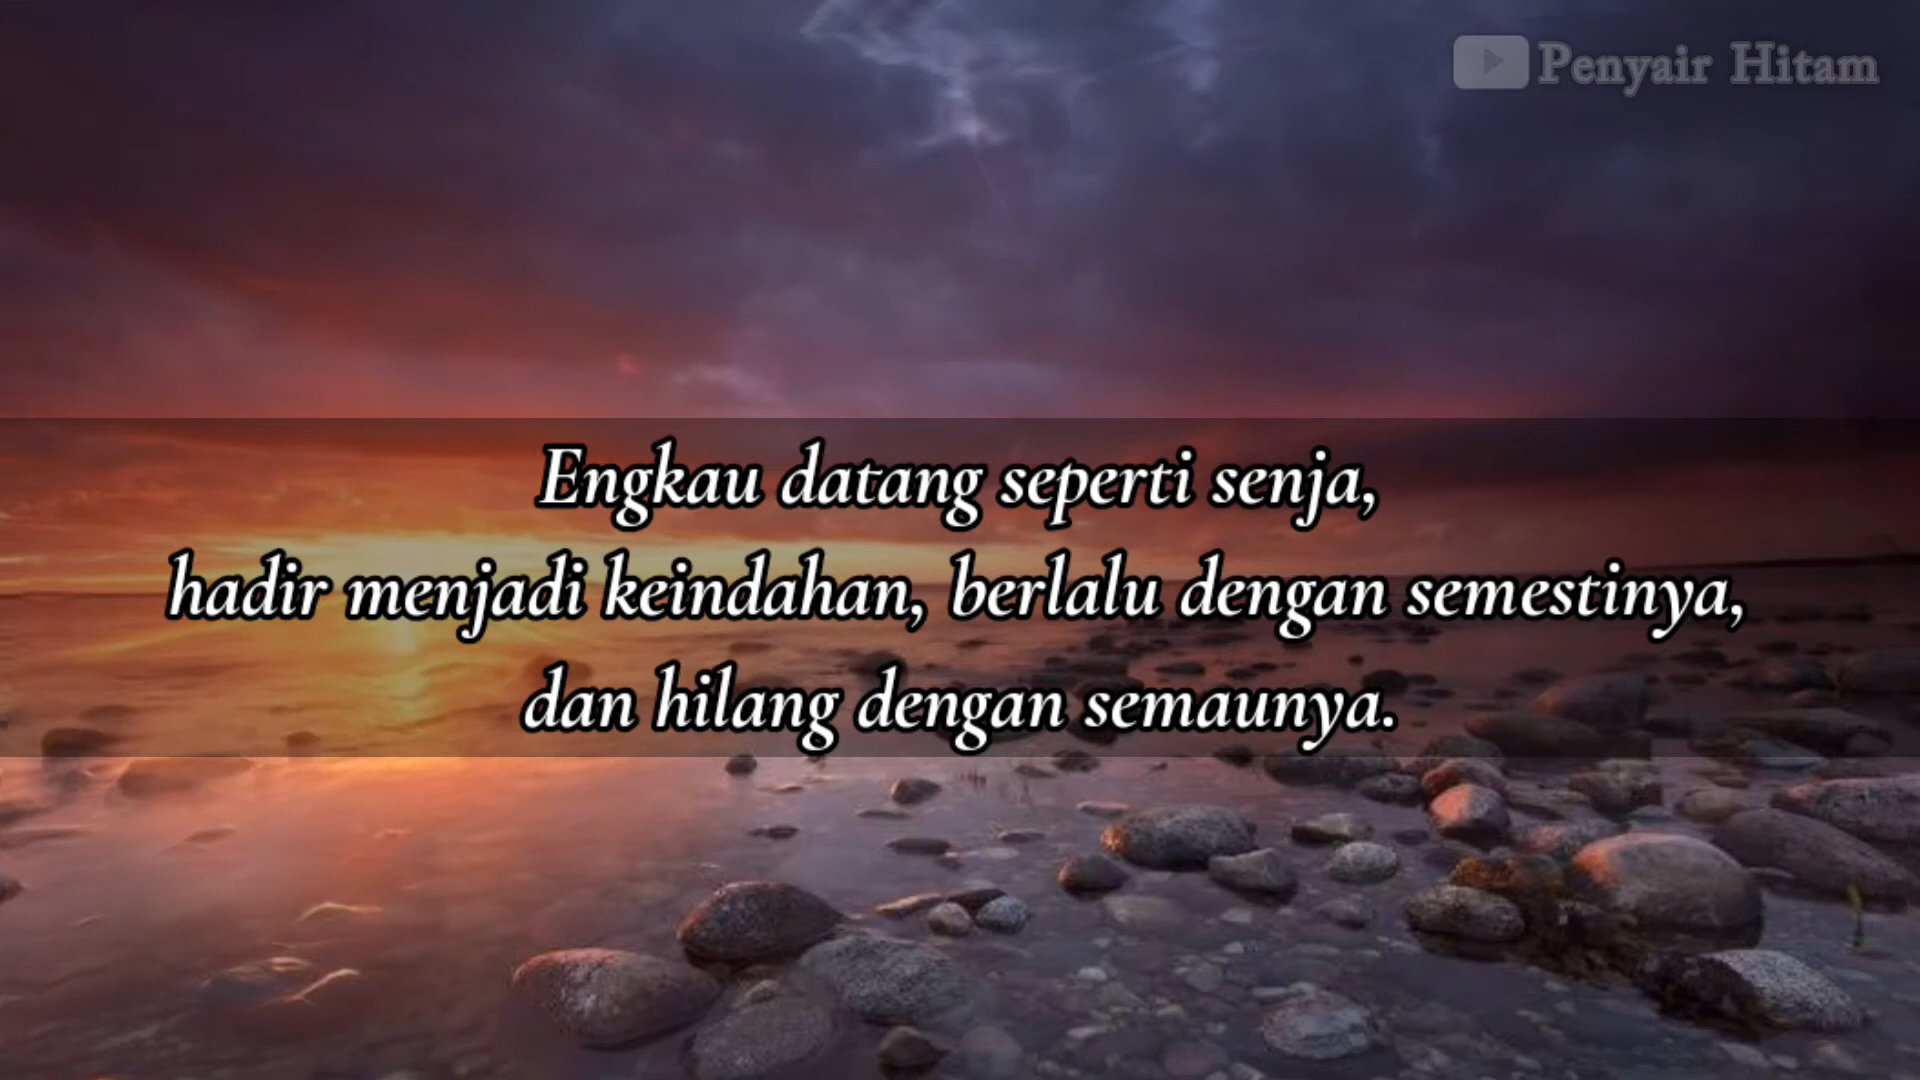 Penyair Hitam
Engkau datang seperti senja,
hadir menjadi keindahan, berlalu dengan semestinya,
dan hilang dengan semaunya.